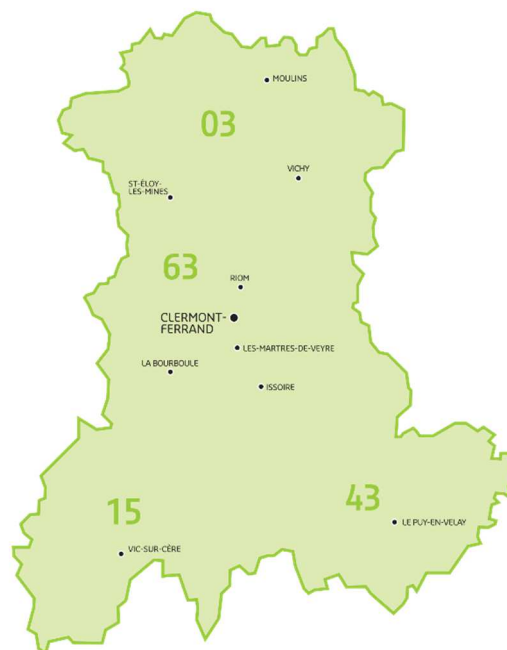 MOULINS
03
VICHY
ST-ÉLOY-
LES-MINES
63
RIOM
CLERMONT-
FERRAND
LES-MARTRES-DE-VEYRE
LA BOURBOULE
ISSOIRE
43
15
LE PUY-EN-VELAY
VIC-SUR-CÈRE